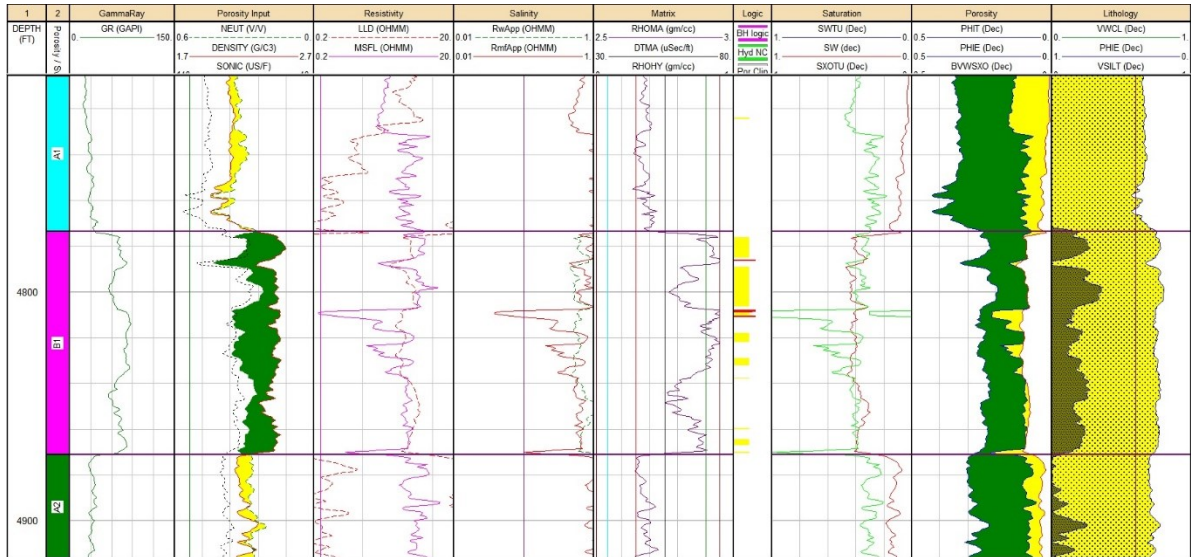 1 2 GammaRay Porosity Input Resistivity Salinity Matrix Logic Saturation Porosity Lithology
DEPTH (FT)
GR (GAPI)
0. 150.
NEUT (V/V)
0.6
DENSITY (G/C3)
1.7 2.7
SONIC (US/F)
LLD (OHMM)
0.2 20.
MSFL (OHMM)
0.2 20.
RwApp (OHMM)
0.01 1.
RmfApp (OHMM)
0.01 1.
RHOMA (gm/cc)
2.5 3.
DTMA (uSec/ft)
30. 80.
RHOHY (gm/cc)
BH logic
Hyd NC
Por Clip
SWTU (Dec)
1. 0.
SW (dec)
1. 0.
SXOTU (Dec)
PHIT (Dec)
0.5 0.
PHIE (Dec)
0.5 0.
BVWSXO (Dec)
VWCL (Dec)
0. 1.
PHIE (Dec)
1. 0.
VSILT (Dec)
A1
4800
B1
A2
4900